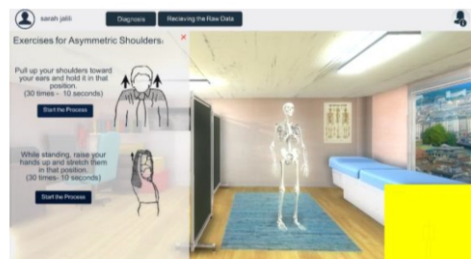 sarah jalili
Diagnosis
Recieving the Raw Data
Exercises for Asymmetric Shoulders:
Pull up your shoulders toward
your ears and hold it in that
position.
(30 times - 10 seconds)
Start the Process
While standing, raise your
hands up and stretch them
in that position.
(30 times- 10 seconds)
Start the Process